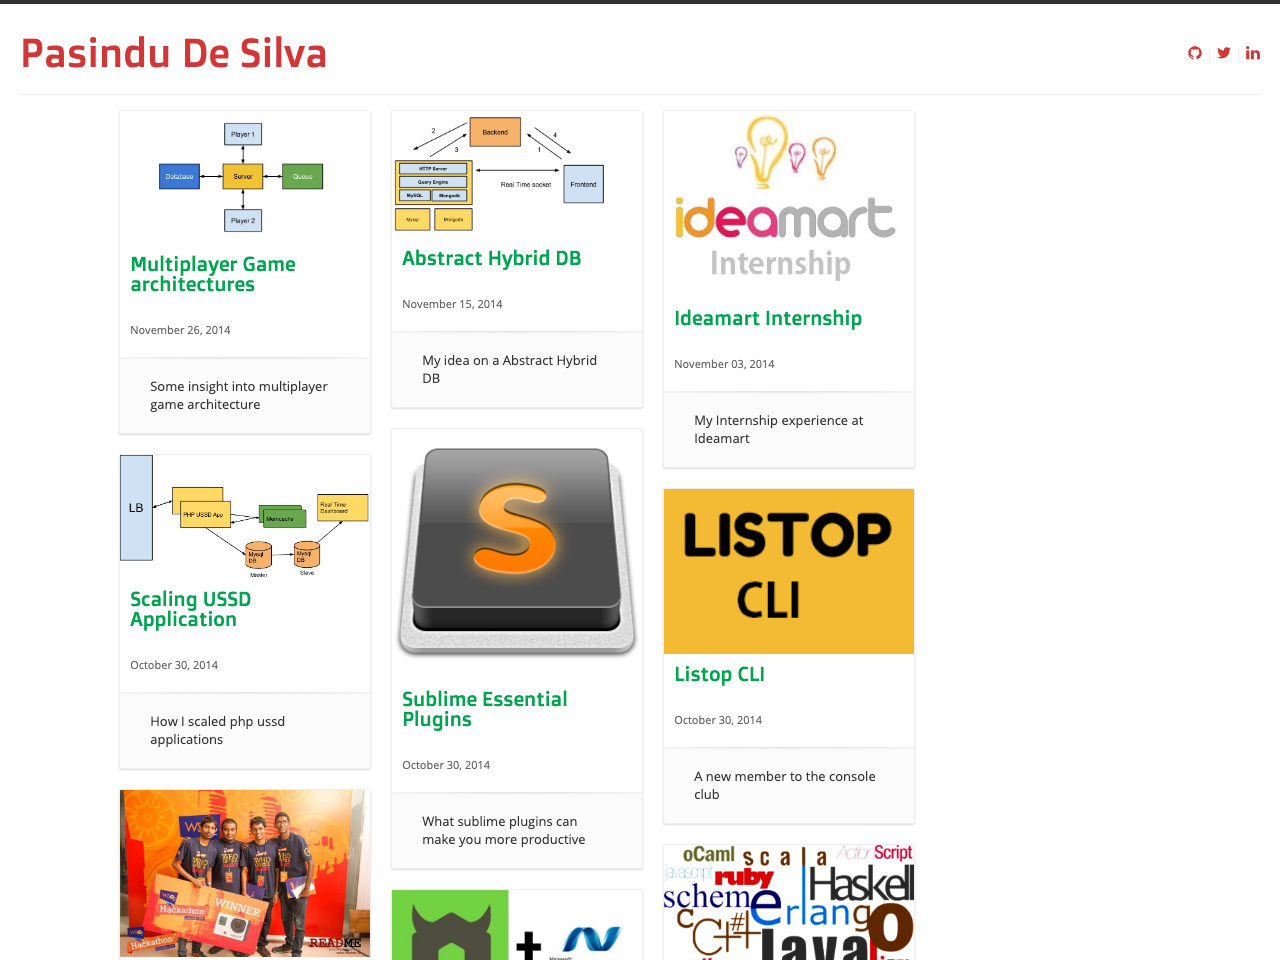 Pasindu De Silva
Player 1
Database
Server
Queue
Player 2
Multiplayer Game
architectures
November 26, 2014
Some insight into multiplayer
game architecture
2
Backend
4
3
1
HTTP Server
Query Engine
MySQL
Mongodb
Real Time socket
Frontend
Mysql
Mongodb
Abstract Hybrid DB
November 15, 2014
My idea on a Abstract Hybrid
DB
ideamart
Internship
Ideamart Internship
November 03, 2014
My Internship experience at
Ideamart
LB
PHP USSD App
Memcache
Real Time
Dashboard
Mysql
DB
Mysql
DB
Master
Slave
Scaling USSD
Application
October 30, 2014
How I scaled php ussd
applications
S
Sublime Essential
Plugins
October 30, 2014
What sublime plugins can
make you more productive
LISTOP
CLI
Listop CLI
October 30, 2014
A new member to the console
club
WSO2
Hackathon
WINNER
Hackathon
README
+
Microsoft
oCaml
scala
ActionScript
javascript
ruby
Haskell
scheme
erlang
C
C++
C#
Java